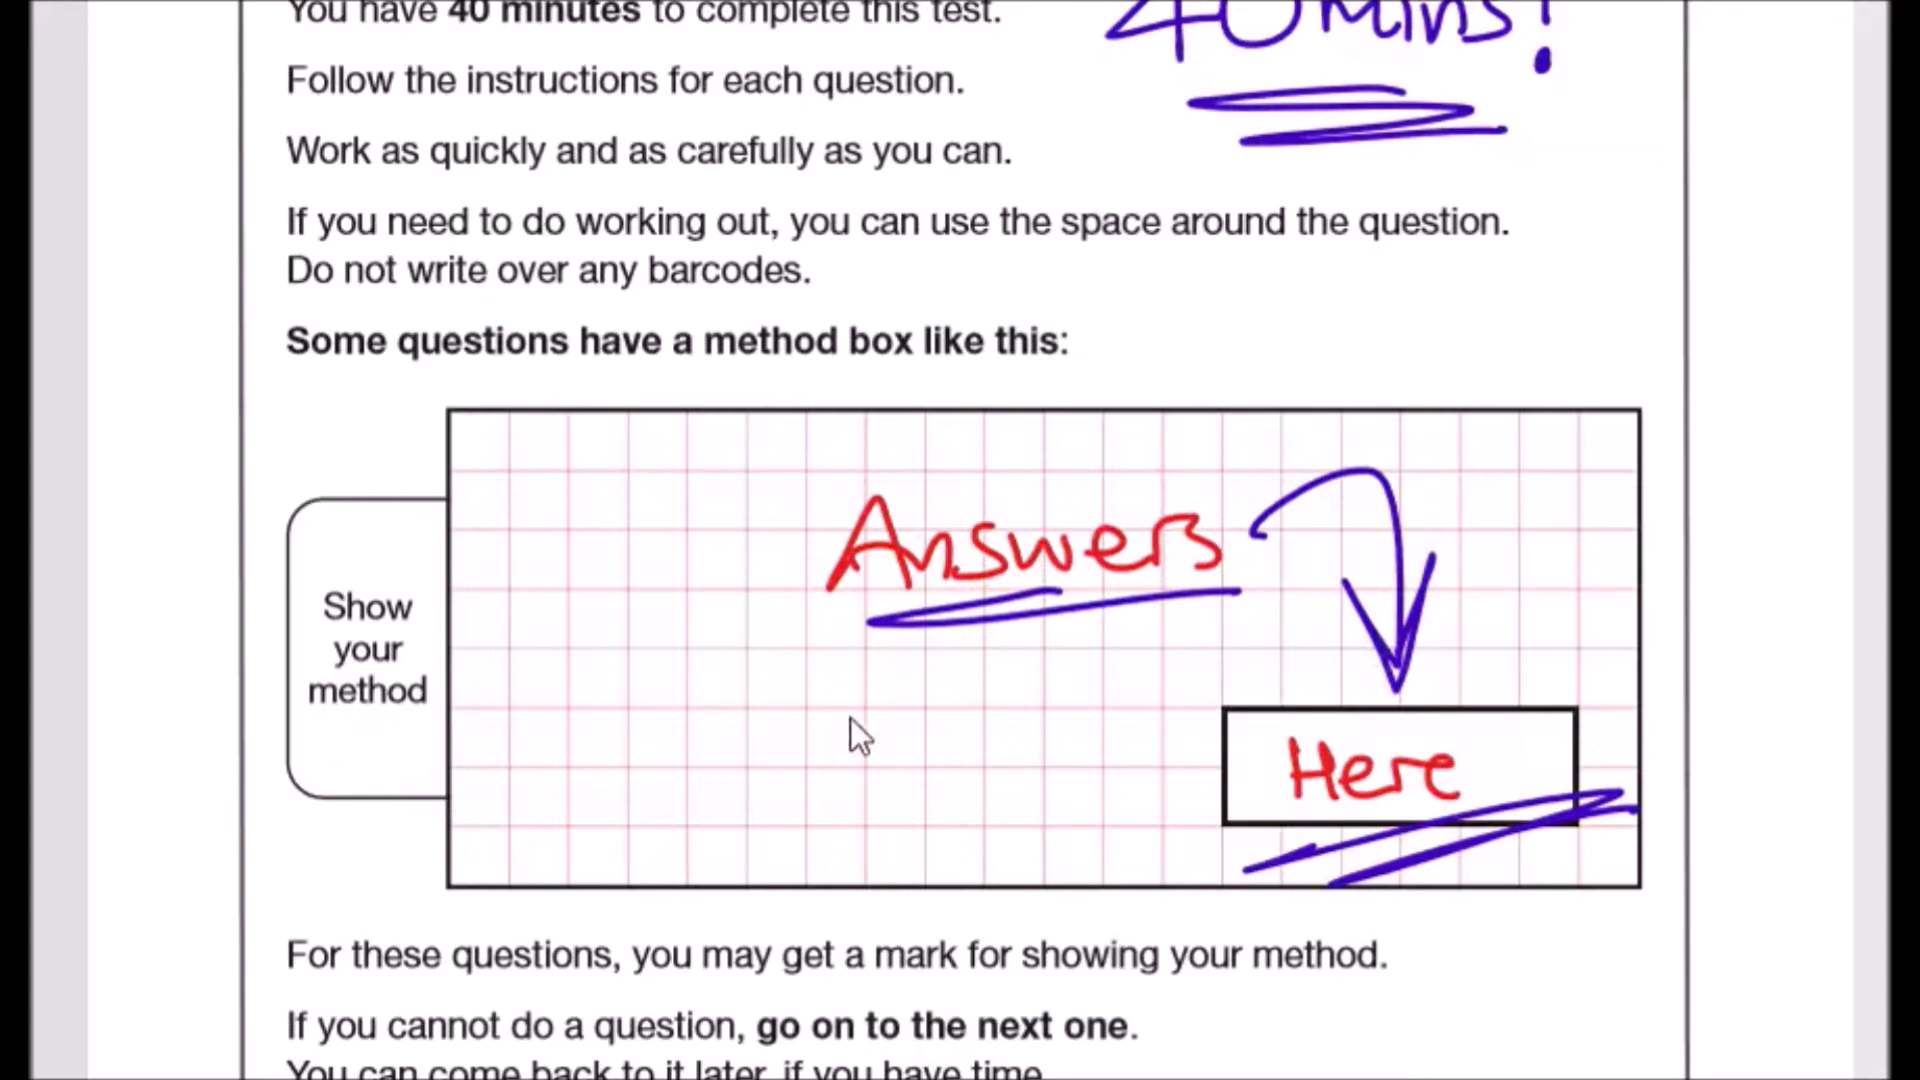 You have 40 minutes to complete this test.
40 mins!
Follow the instructions for each question.
Work as quickly and as carefully as you can.
If you need to do working out, you can use the space around the question.
Do not write over any barcodes.
Some questions have a method box like this:
Answers
Show
your
method
Here
For these questions, you may get a mark for showing your method.
If you cannot do a question, go on to the next one.
You can come back to it later, if you have time.